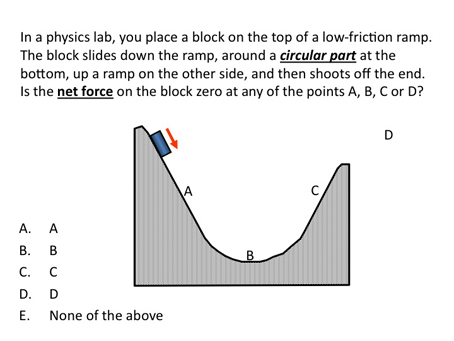 In a physics lab, you place a block on the top of a low-friction ramp.
The block slides down the ramp, around a circular part at the
bottom, up a ramp on the other side, and then shoots off the end.
Is the net force on the block zero at any of the points A, B, C or D?
D
A
C
B
A. A
B. B
C. C
D. D
E. None of the above